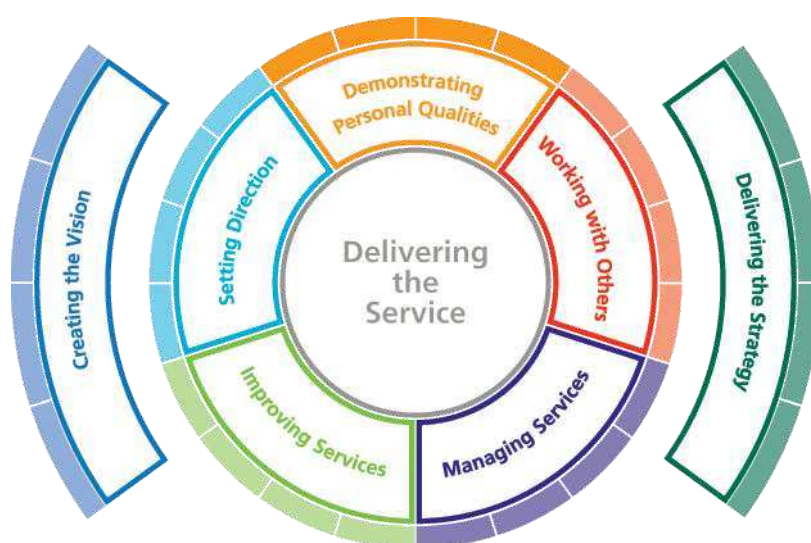 Demonstrating
Personal Qualities
Working with Others
Managing Services
Improving Services
Setting Direction
Delivering
the
Service
Creating the Vision
Delivering the Strategy